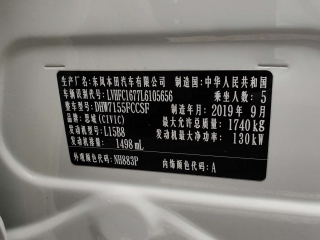 生产厂名: 东风本田汽车有限公司 制造国: 中华人民共和国
车辆识别代号: LVHFC1677L6105656 乘坐人数: 5
整车型号: DHW7155FCCSF 制造年月: 2019 年 9月
品牌: 思域(CIVIC) 最大允许总质量: 1740 kg
发动机型号: L15B8 发动机最大净功率: 130 kW
发动机排量: 1498 mL
外观颜色代码: NH883P 内饰颜色代码: A